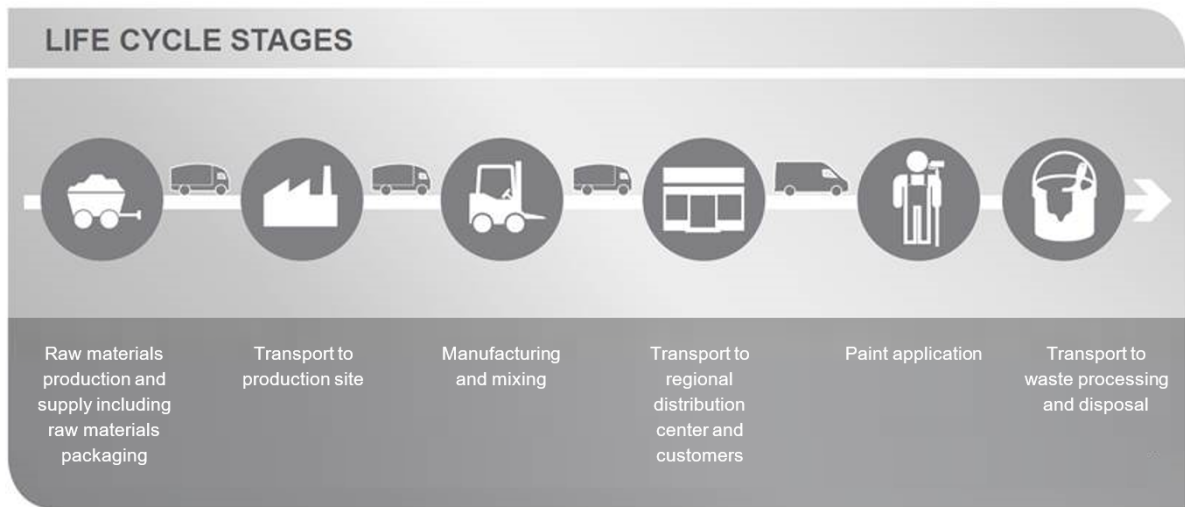 LIFE CYCLE STAGES
Raw materials
production and
supply including
raw materials
packaging
Transport to
production site
Manufacturing
and mixing
Transport to
regional
distribution
center and
customers
Paint application
Transport to
waste processing
and disposal